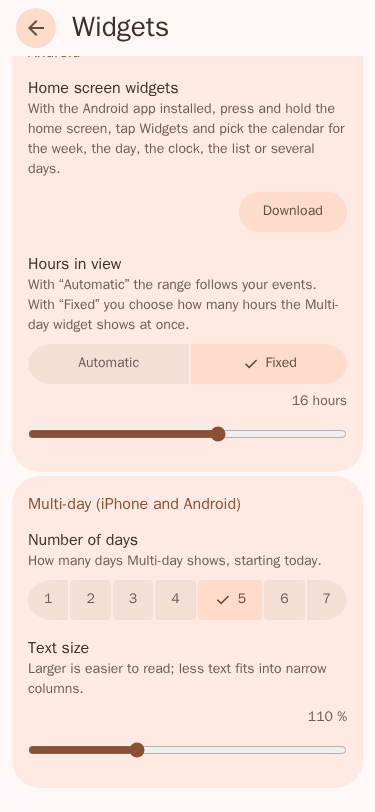 Widgets
Android
Home screen widgets
With the Android app installed, press and hold the
home screen, tap Widgets and pick the calendar for
the week, the day, the clock, the list or several
days.
Download
Hours in view
With “Automatic” the range follows your events.
With “Fixed” you choose how many hours the Multi-
day widget shows at once.
Automatic
Fixed
16 hours
Multi-day (iPhone and Android)
Number of days
How many days Multi-day shows, starting today.
1 2 3 4 5 6 7
Text size
Larger is easier to read; less text fits into narrow
columns.
110 %